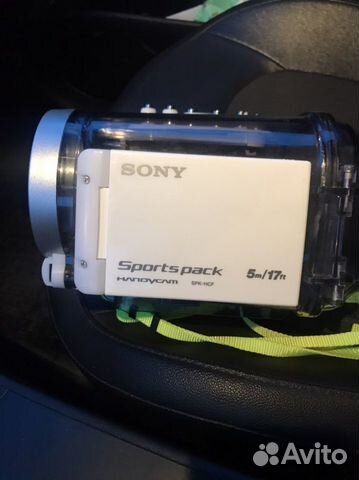 SONY
Sports pack
HANDYCAM SPK-HCF
5m/17ft
Avito